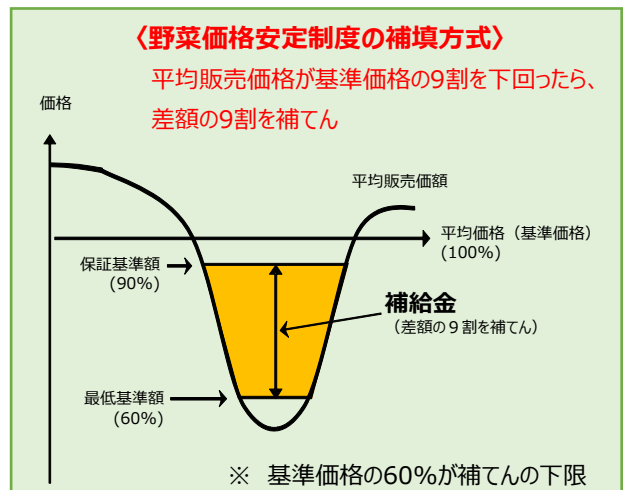 〈野菜価格安定制度の補填方式〉
平均販売価格が基準価格の9割を下回ったら、
差額の9割を補てん
価格
平均販売価額
平均価格（基準価格）
(100%)
保証基準額
(90%)
補給金
（差額の９割を補てん）
最低基準額
(60%)
※ 基準価格の60％が補てんの下限